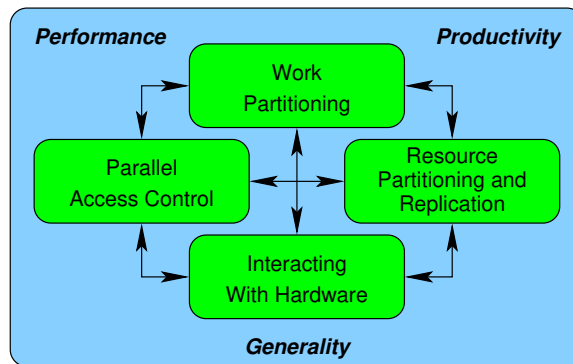 Performance
Productivity
Work
Partitioning
Parallel
Access Control
Resource
Partitioning and
Replication
Interacting
With Hardware
Generality